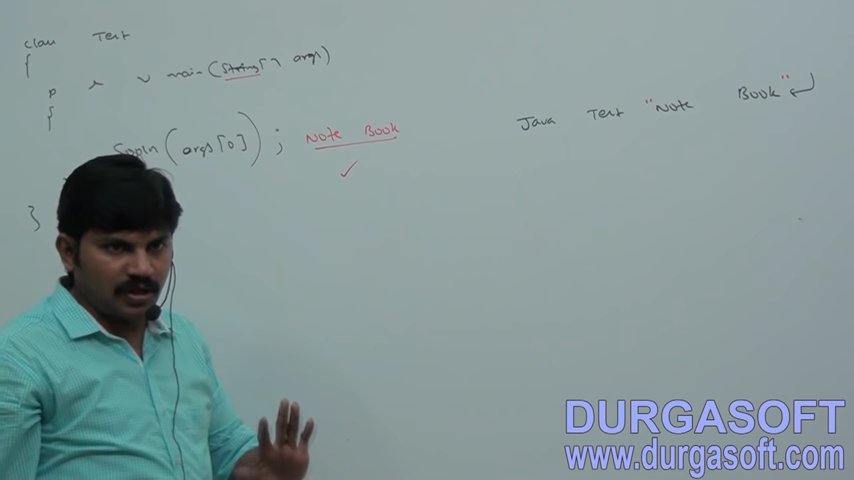 class Test
{
p s v main(String[] args)
{
Sopln(args[0]); Note Book
}
Java Test "Note Book"
DURGASOFT
www.durgasoft.com